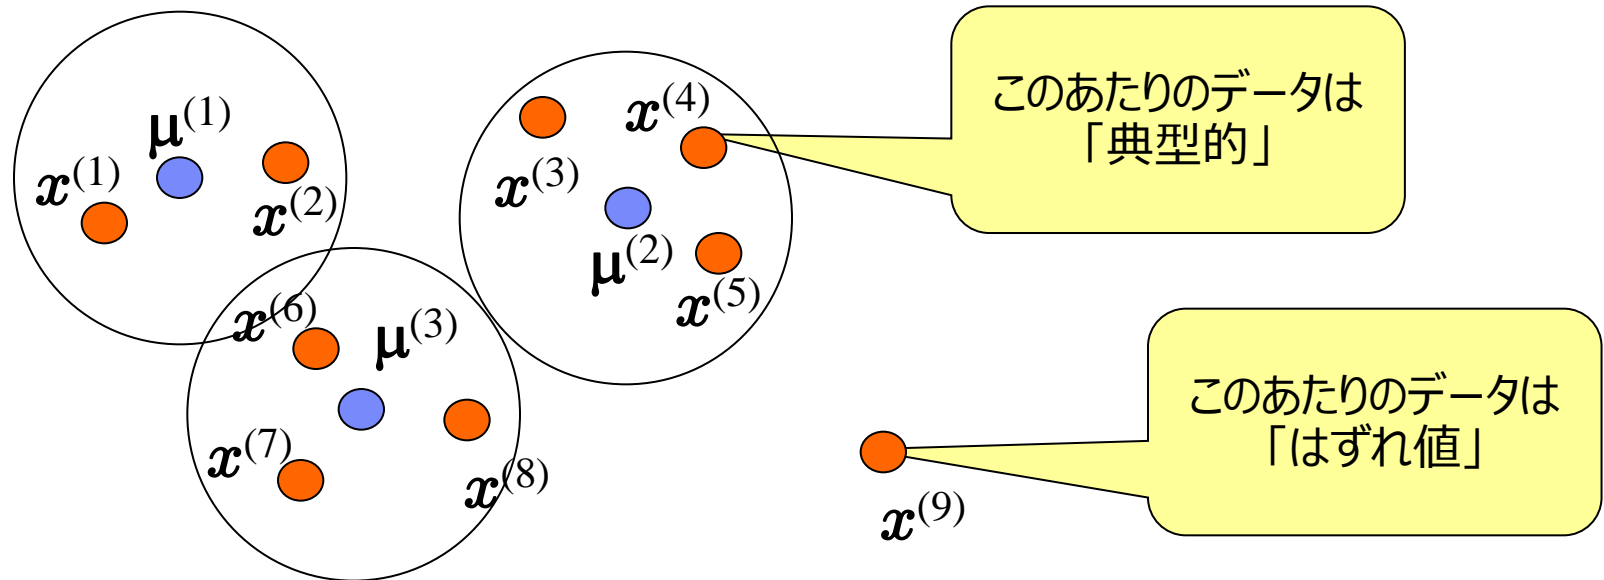 μ(1)
x(1)
x(2)
x(3)
x(4)
μ(2)
x(5)
x(6)
μ(3)
x(7)
x(8)
x(9)
このあたりのデータは
「典型的」
このあたりのデータは
「はずれ値」